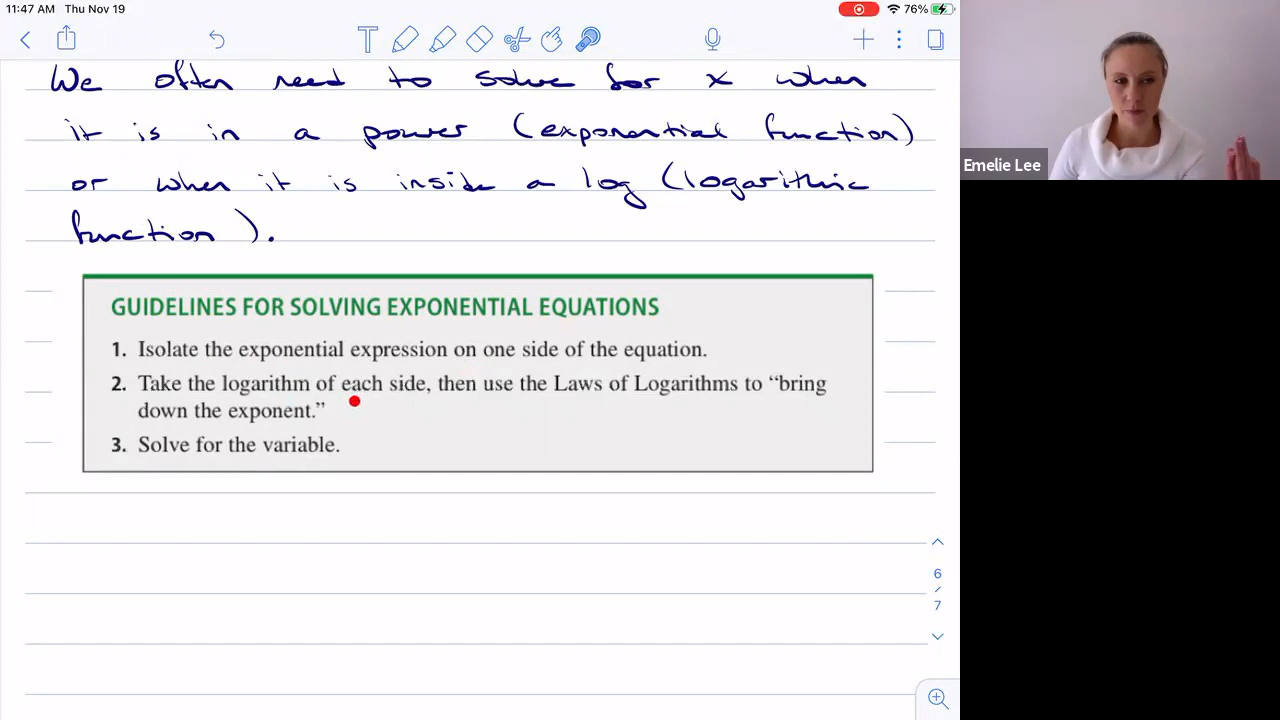 11:47 AM Thu Nov 19
76%
We often need to solve for x when
it is in a power (exponential function)
or when it is inside a log (logarithmic
function).
GUIDELINES FOR SOLVING EXPONENTIAL EQUATIONS
1. Isolate the exponential expression on one side of the equation.
2. Take the logarithm of each side, then use the Laws of Logarithms to “bring
down the exponent.”
3. Solve for the variable.
6
/
7
Emelie Lee